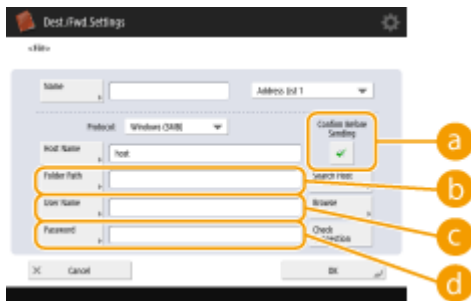 Dest./Fwd. Settings
<File>
Name
Address List 1
Protocol: Windows (SMB)
Confirm Before
Sending
Host Name
host
a
Folder Path
Search Host
b
User Name
Browse
c
Password
Check
d
Cancel
OK